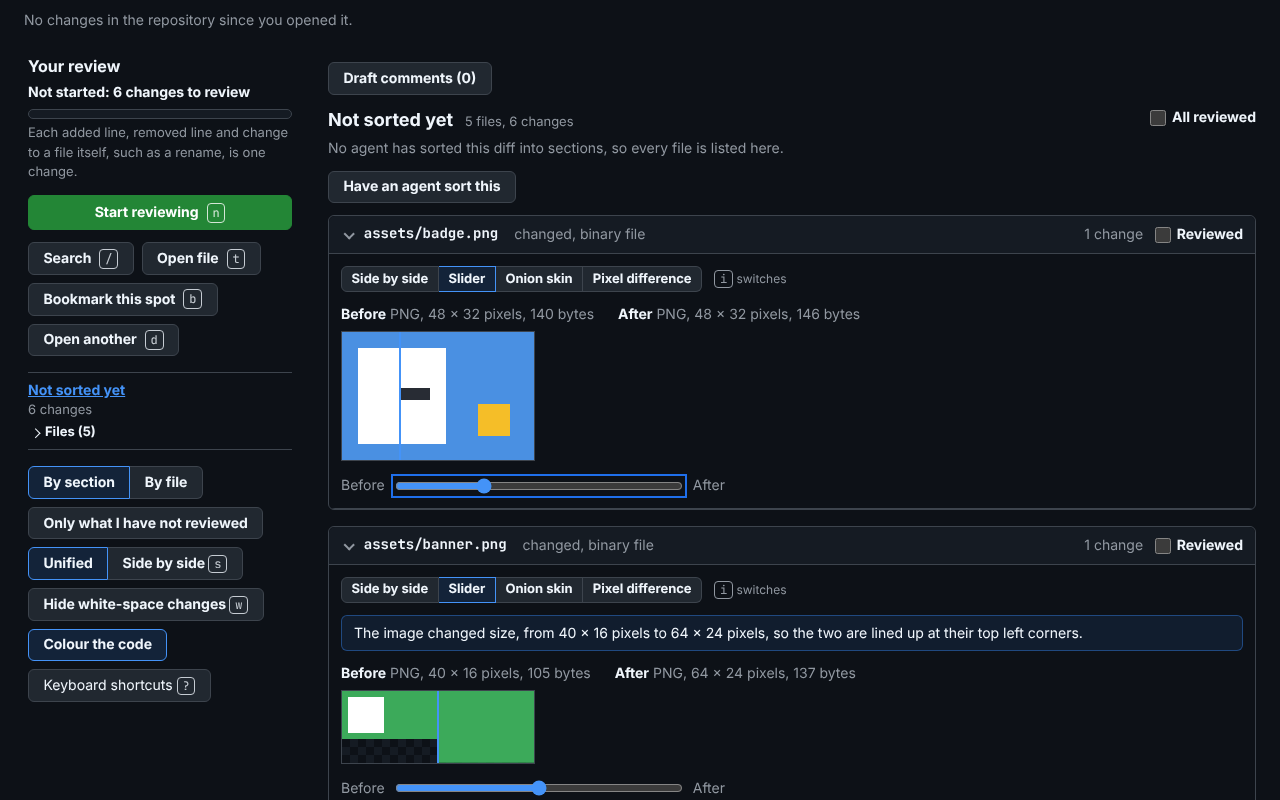 No changes in the repository since you opened it.
Your review
Not started: 6 changes to review
Each added line, removed line and change
to a file itself, such as a rename, is one
change.
Start reviewing n
Search /
Open file t
Bookmark this spot b
Open another d
Not sorted yet
6 changes
Files (5)
By section
By file
Only what I have not reviewed
Unified
Side by side s
Hide white-space changes w
Colour the code
Keyboard shortcuts ?
Draft comments (0)
Not sorted yet 5 files, 6 changes
All reviewed
No agent has sorted this diff into sections, so every file is listed here.
Have an agent sort this
assets/badge.png changed, binary file 1 change Reviewed
Side by side Slider Onion skin Pixel difference i switches
Before PNG, 48 × 32 pixels, 140 bytes After PNG, 48 × 32 pixels, 146 bytes
Before After
assets/banner.png changed, binary file 1 change Reviewed
Side by side Slider Onion skin Pixel difference i switches
The image changed size, from 40 × 16 pixels to 64 × 24 pixels, so the two are lined up at their top left corners.
Before PNG, 40 × 16 pixels, 105 bytes After PNG, 64 × 24 pixels, 137 bytes
Before After